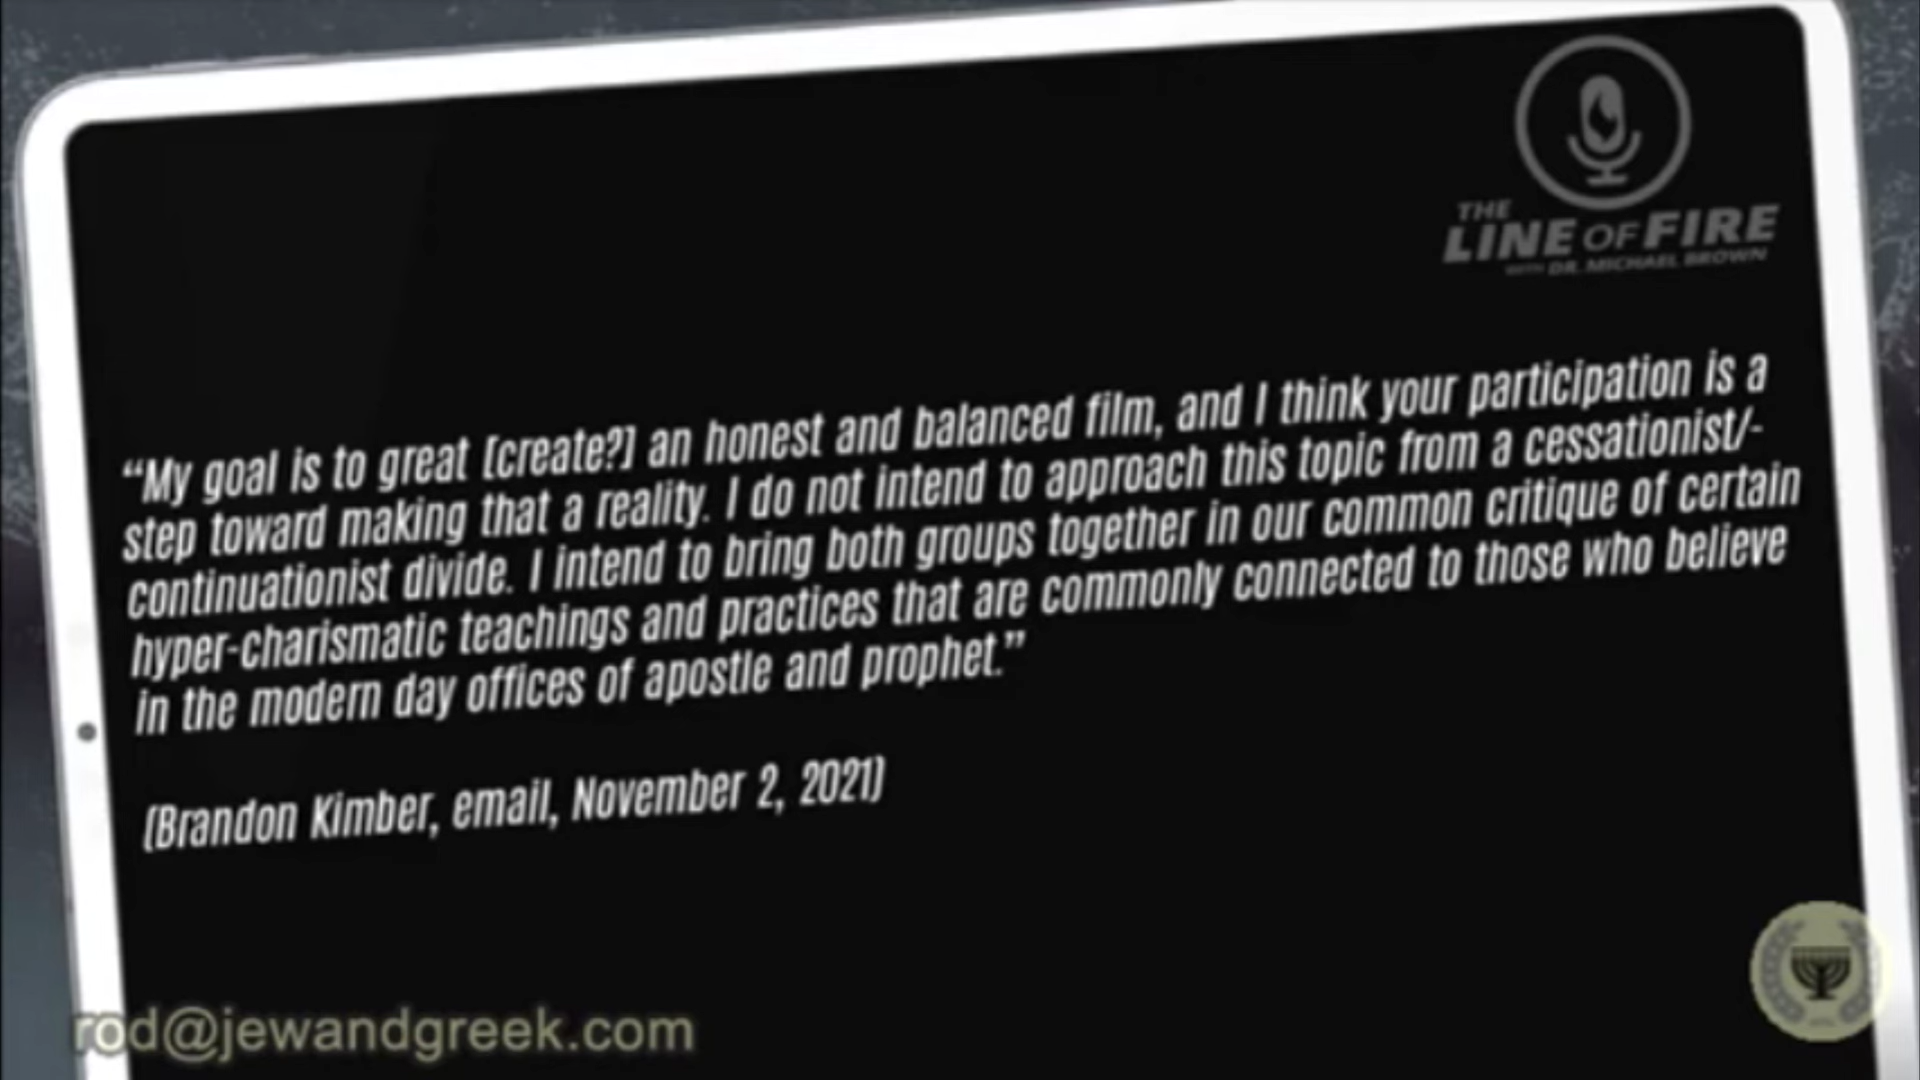 THE
LINE OF FIRE
WITH DR. MICHAEL BROWN
“My goal is to great [create?] an honest and balanced film, and I think your participation is a
step toward making that a reality. I do not intend to approach this topic from a cessationist/-
continuationist divide. I intend to bring both groups together in our common critique of certain
hyper-charismatic teachings and practices that are commonly connected to those who believe
in the modern day offices of apostle and prophet.”
(Brandon Kimber, email, November 2, 2021)
rod@jewandgreek.com